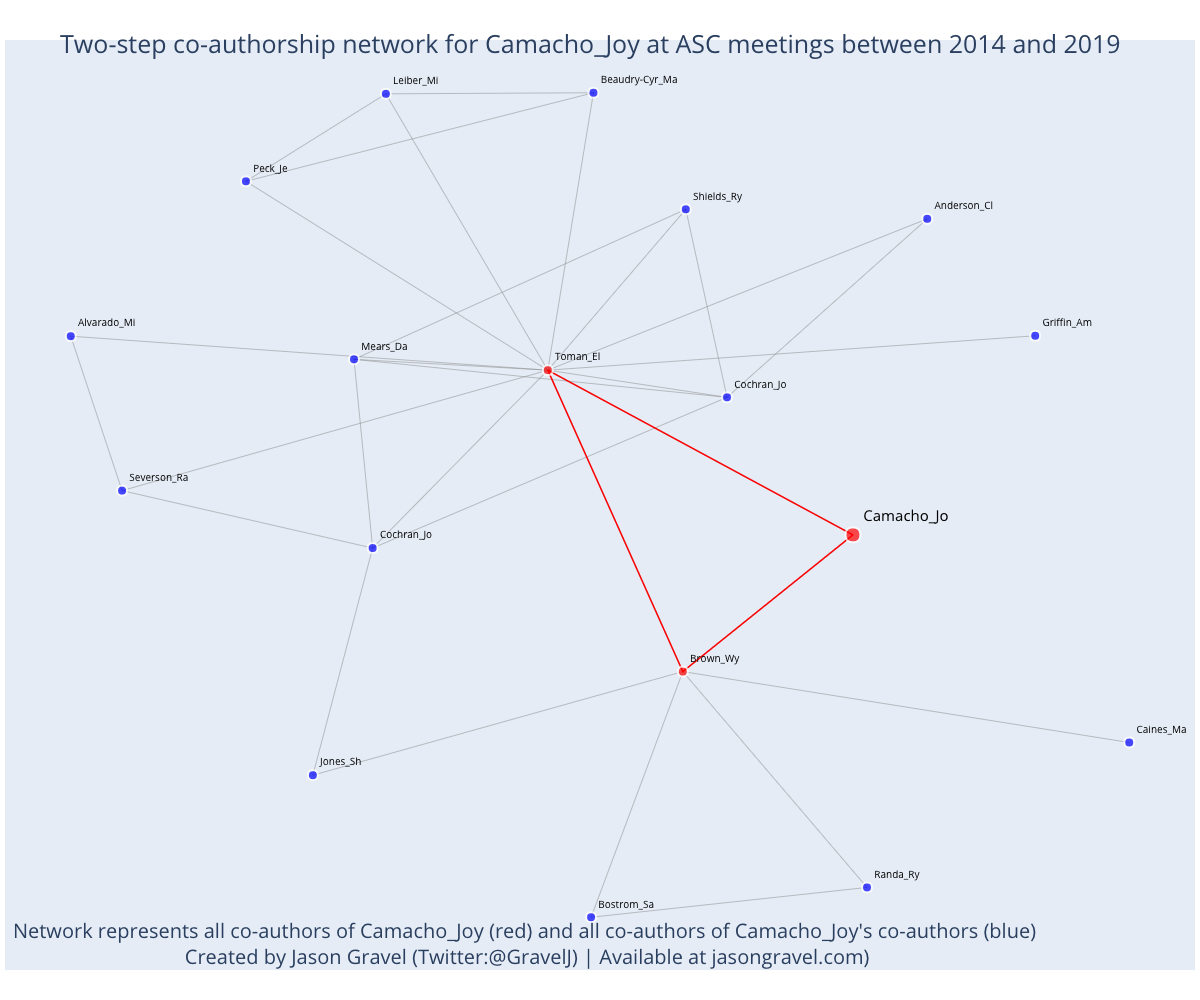 Two-step co-authorship network for Camacho_Joy at ASC meetings between 2014 and 2019
Leiber_Mi
Beaudry-Cyr_Ma
Peck_Je
Shields_Ry
Anderson_Cl
Alvarado_Mi
Griffin_Am
Mears_Da
Toman_El
Cochran_Jo
Severson_Ra
Camacho_Jo
Cochran_Jo
Brown_Wy
Caines_Ma
Jones_Sh
Randa_Ry
Bostrom_Sa
Network represents all co-authors of Camacho_Joy (red) and all co-authors of Camacho_Joy's co-authors (blue)
Created by Jason Gravel (Twitter:@GravelJ) | Available at jasongravel.com)